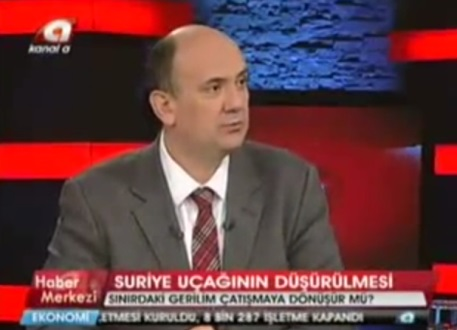 a
kanal a
Haber Merkezi
SURİYE UÇAĞININ DÜŞÜRÜLMESİ
SINIRDAKİ GERİLİM ÇATIŞMAYA DÖNÜŞÜR MÜ?
EKONOMİ
METRUSU KURULDU, 8 BİN 287 İŞLETME KAPANDI